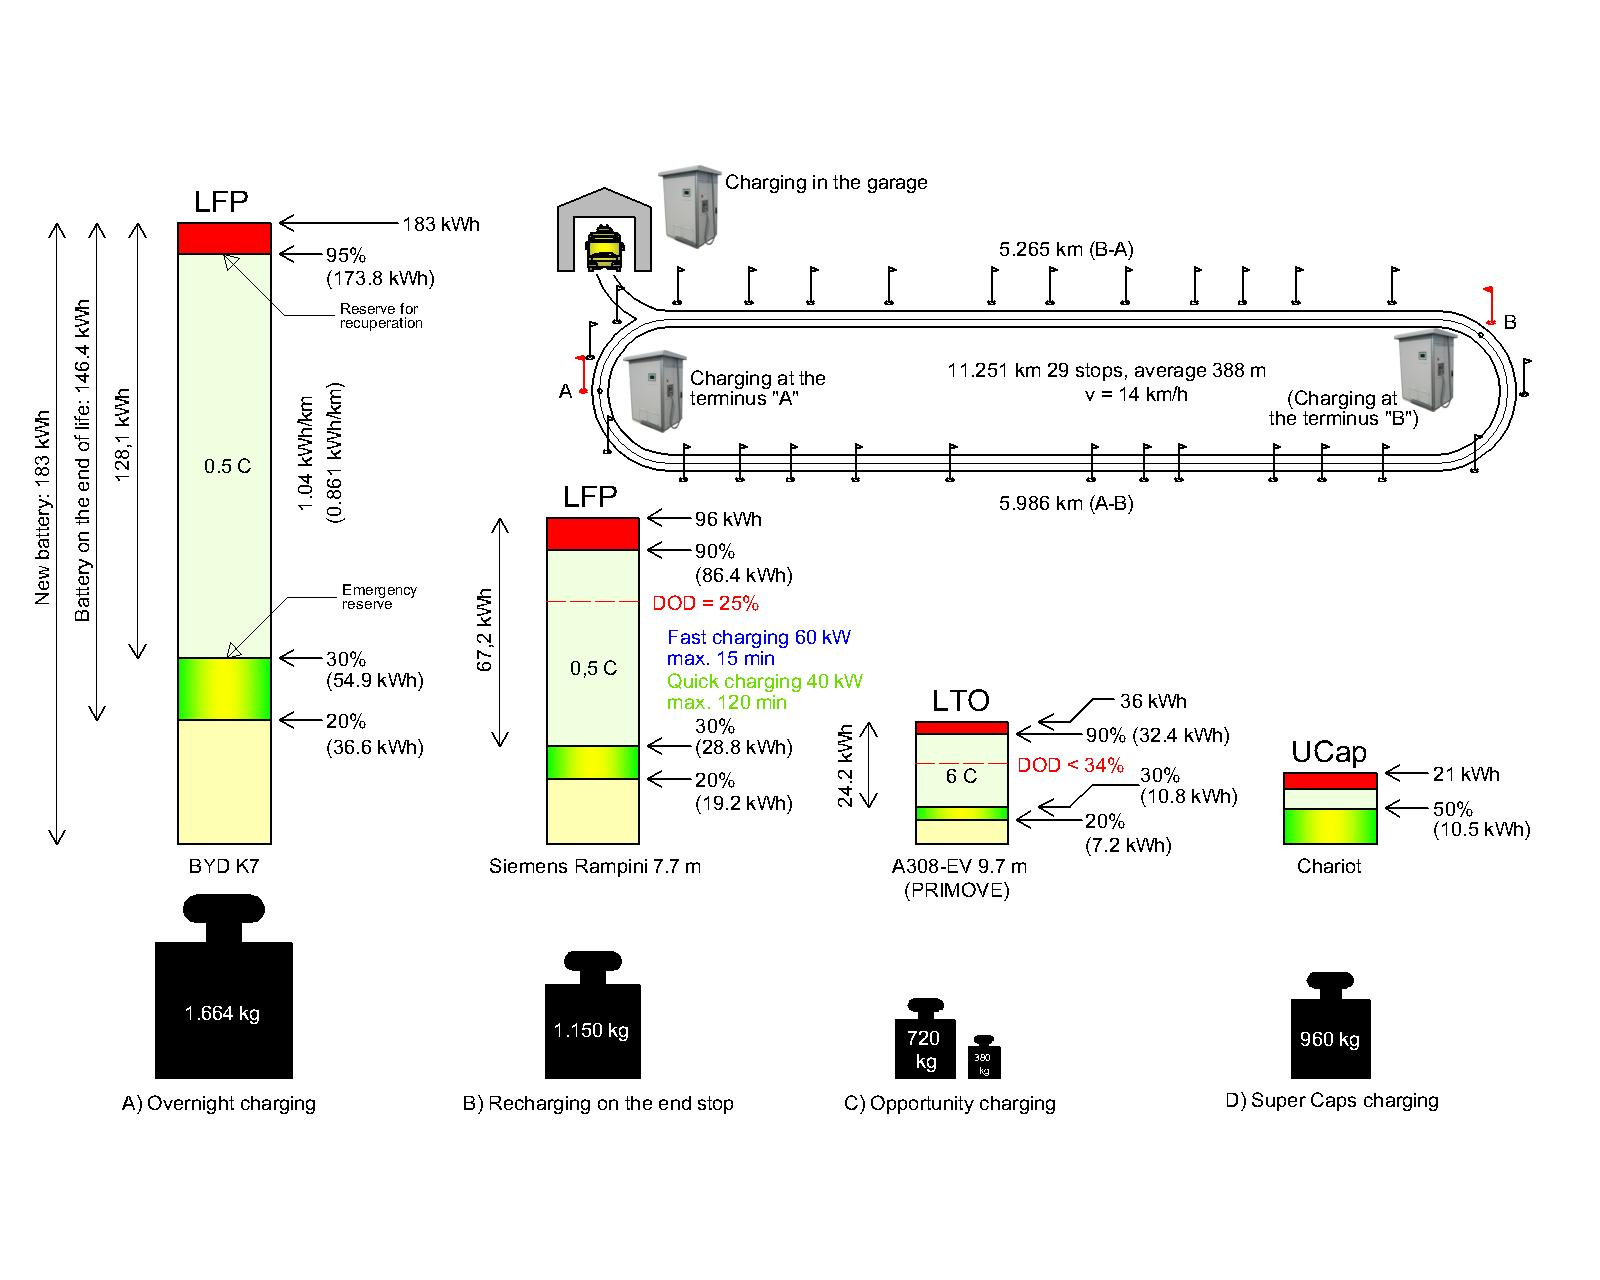 Charging in the garage
5.265 km (B-A)
B
11.251 km 29 stops, average 388 m
v = 14 km/h
A
Charging at the
terminus "A"
(Charging at
the terminus "B")
5.986 km (A-B)
LFP
183 kWh
95%
(173.8 kWh)
Reserve for
recuperation
New battery: 183 kWh
Battery on the end of life: 146.4 kWh
128,1 kWh
0.5 C
1.04 kWh/km
(0.861 kWh/km)
Emergency
reserve
30%
(54.9 kWh)
20%
(36.6 kWh)
BYD K7
1.664 kg
A) Overnight charging
LFP
96 kWh
90%
(86.4 kWh)
DOD = 25%
67,2 kWh
0,5 C
Fast charging 60 kW
max. 15 min
Quick charging 40 kW
max. 120 min
30%
(28.8 kWh)
20%
(19.2 kWh)
Siemens Rampini 7.7 m
1.150 kg
B) Recharging on the end stop
LTO
36 kWh
90% (32.4 kWh)
24.2 kWh
DOD < 34%
6 C
30%
(10.8 kWh)
20%
(7.2 kWh)
A308-EV 9.7 m
(PRIMOVE)
720
kg
380
kg
C) Opportunity charging
UCap
21 kWh
50%
(10.5 kWh)
Chariot
960 kg
D) Super Caps charging